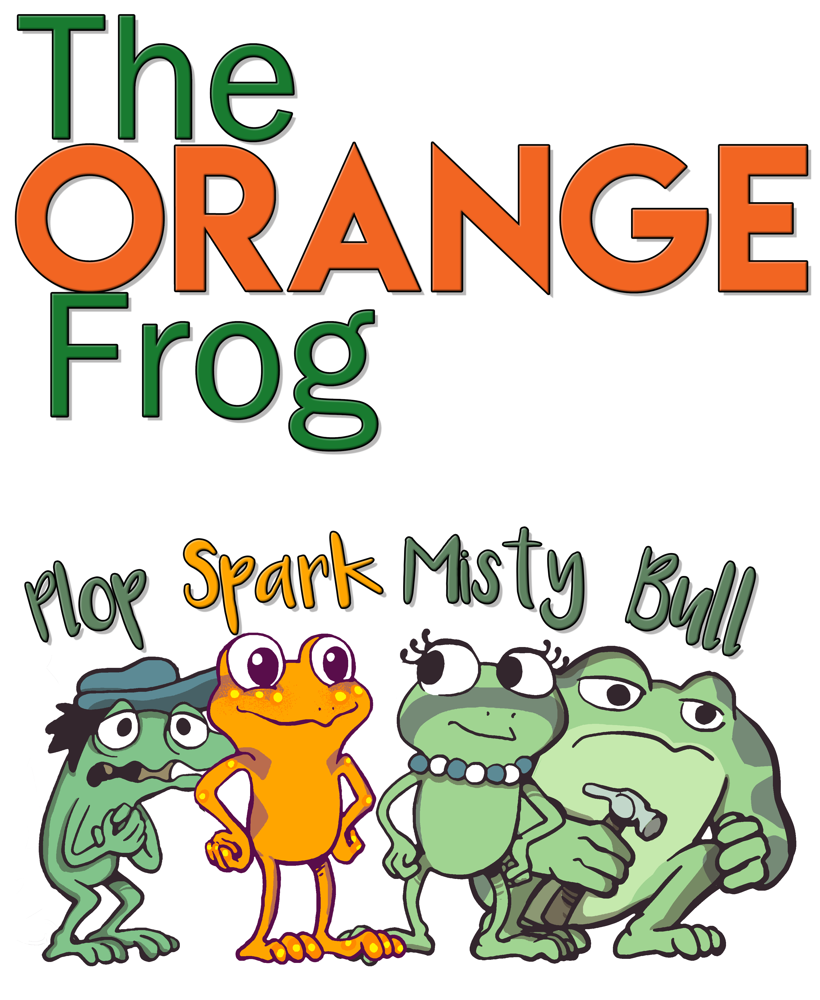 The
ORANGE
Frog
Plop Spark Misty Bull